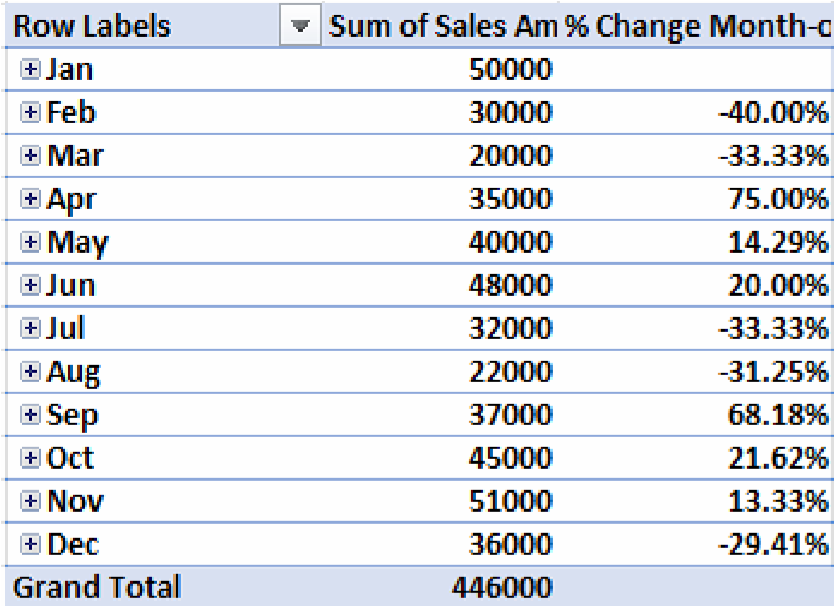 Row Labels Sum of Sales Am % Change Month-o
Jan 50000
Feb 30000 -40.00%
Mar 20000 -33.33%
Apr 35000 75.00%
May 40000 14.29%
Jun 48000 20.00%
Jul 32000 -33.33%
Aug 22000 -31.25%
Sep 37000 68.18%
Oct 45000 21.62%
Nov 51000 13.33%
Dec 36000 -29.41%
Grand Total 446000